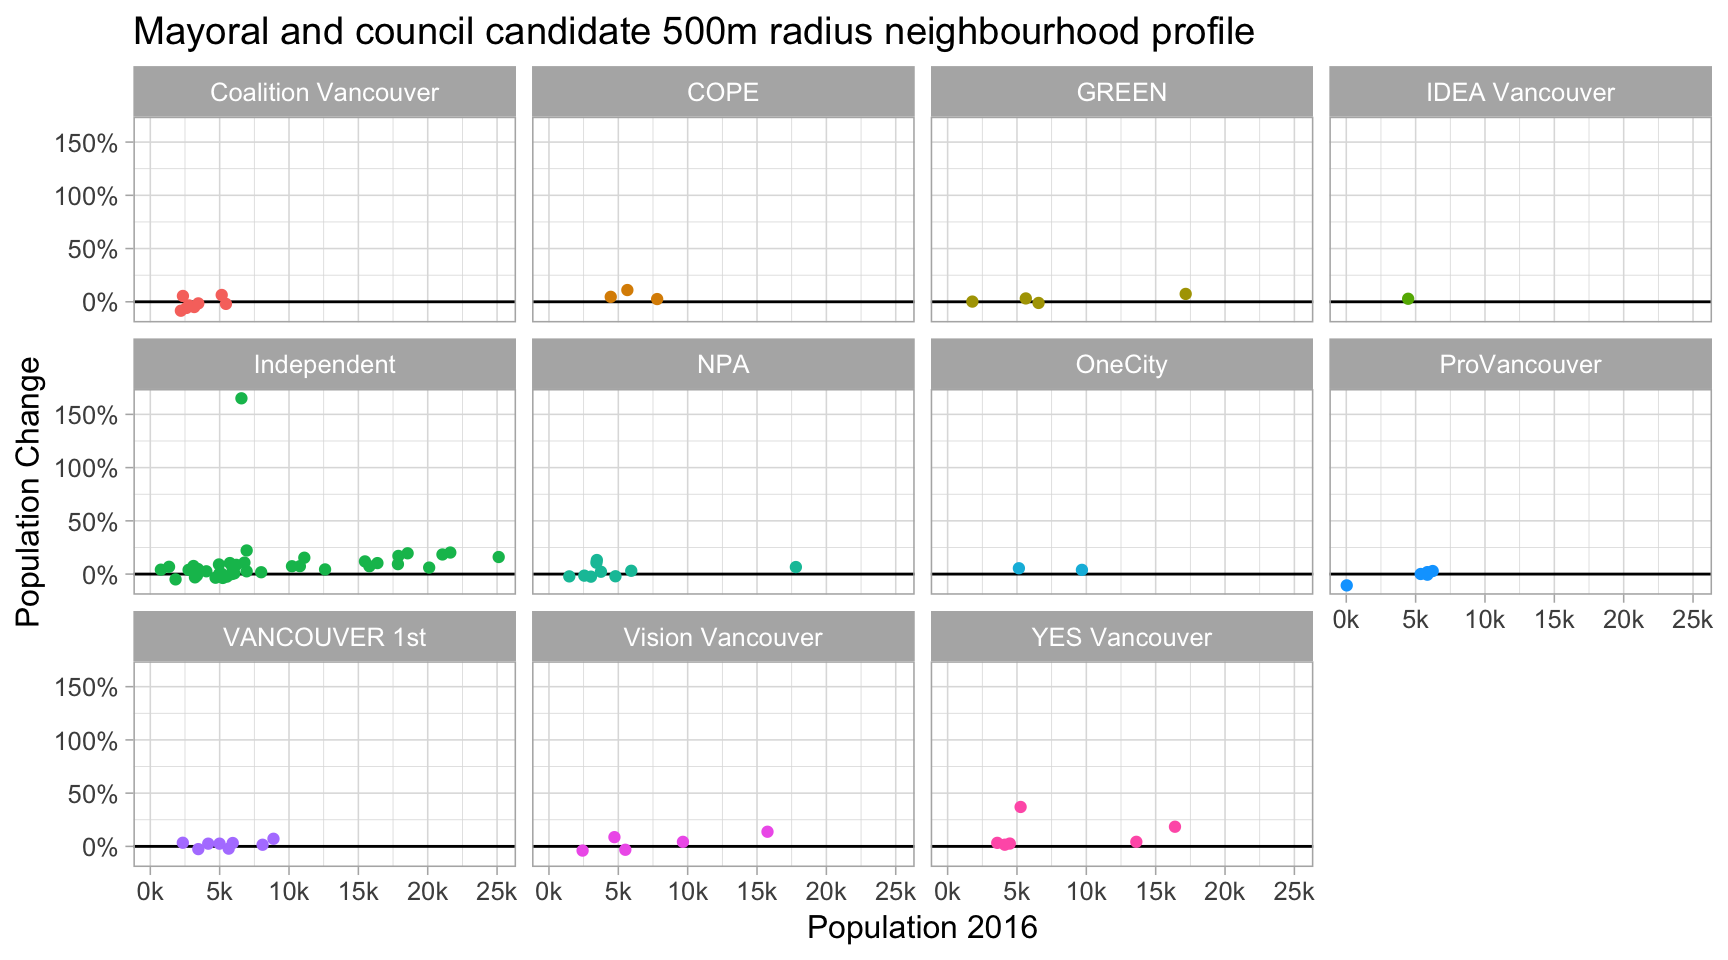 Mayoral and council candidate 500m radius neighbourhood profile
Coalition Vancouver COPE GREEN IDEA Vancouver
150%
100%
50%
0%
Independent NPA OneCity ProVancouver
150%
100%
50%
0%
0k 5k 10k 15k 20k 25k
VANCOUVER 1st Vision Vancouver YES Vancouver
150%
100%
50%
0%
0k 5k 10k 15k 20k 25k 0k 5k 10k 15k 20k 25k 0k 5k 10k 15k 20k 25k
Population 2016
Population Change